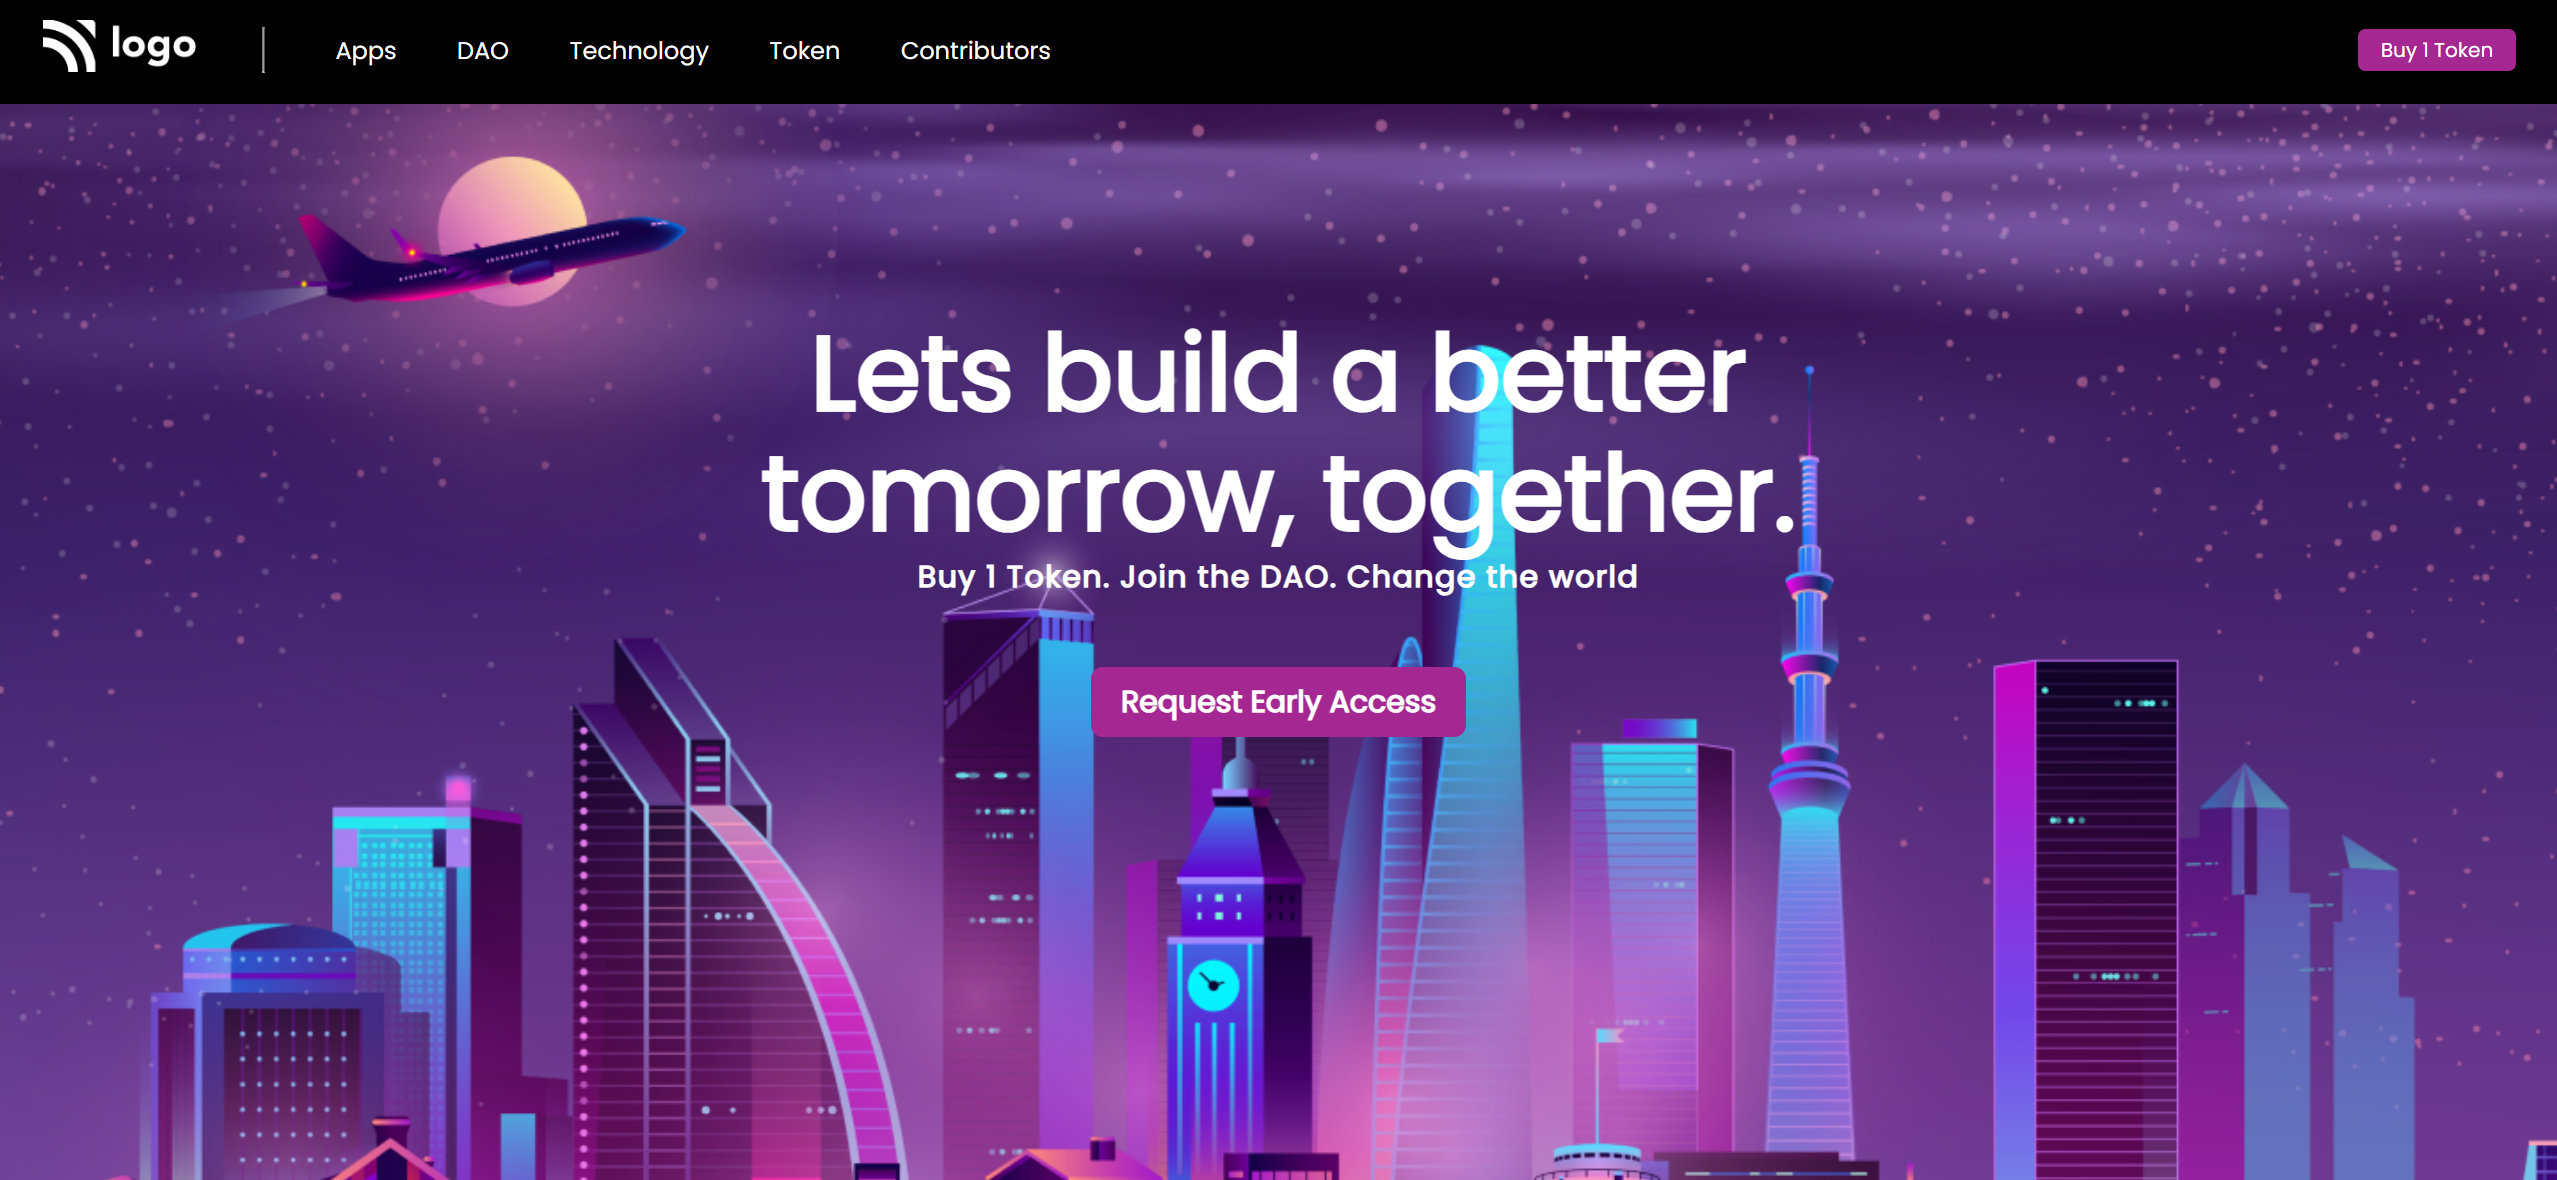 logo
Apps
DAO
Technology
Token
Contributors
Buy 1 Token
Lets build a better
tomorrow, together.
Buy 1 Token. Join the DAO. Change the world
Request Early Access